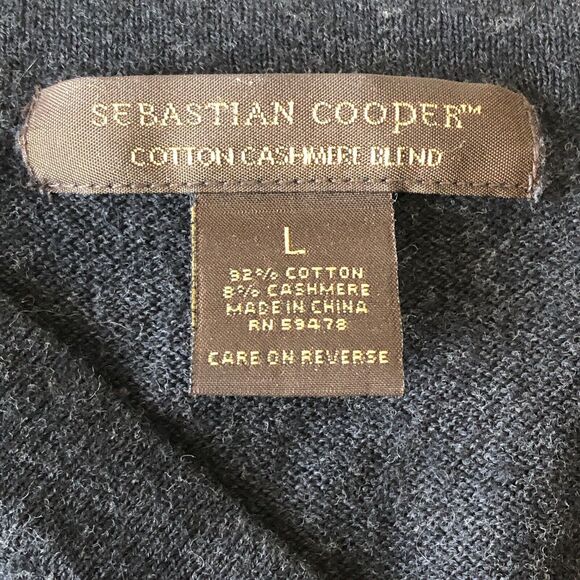 SEBASTIAN COOPER™
COTTON CASHMERE BLEND
L
92% COTTON
8% CASHMERE
MADE IN CHINA
RN 59478
CARE ON REVERSE